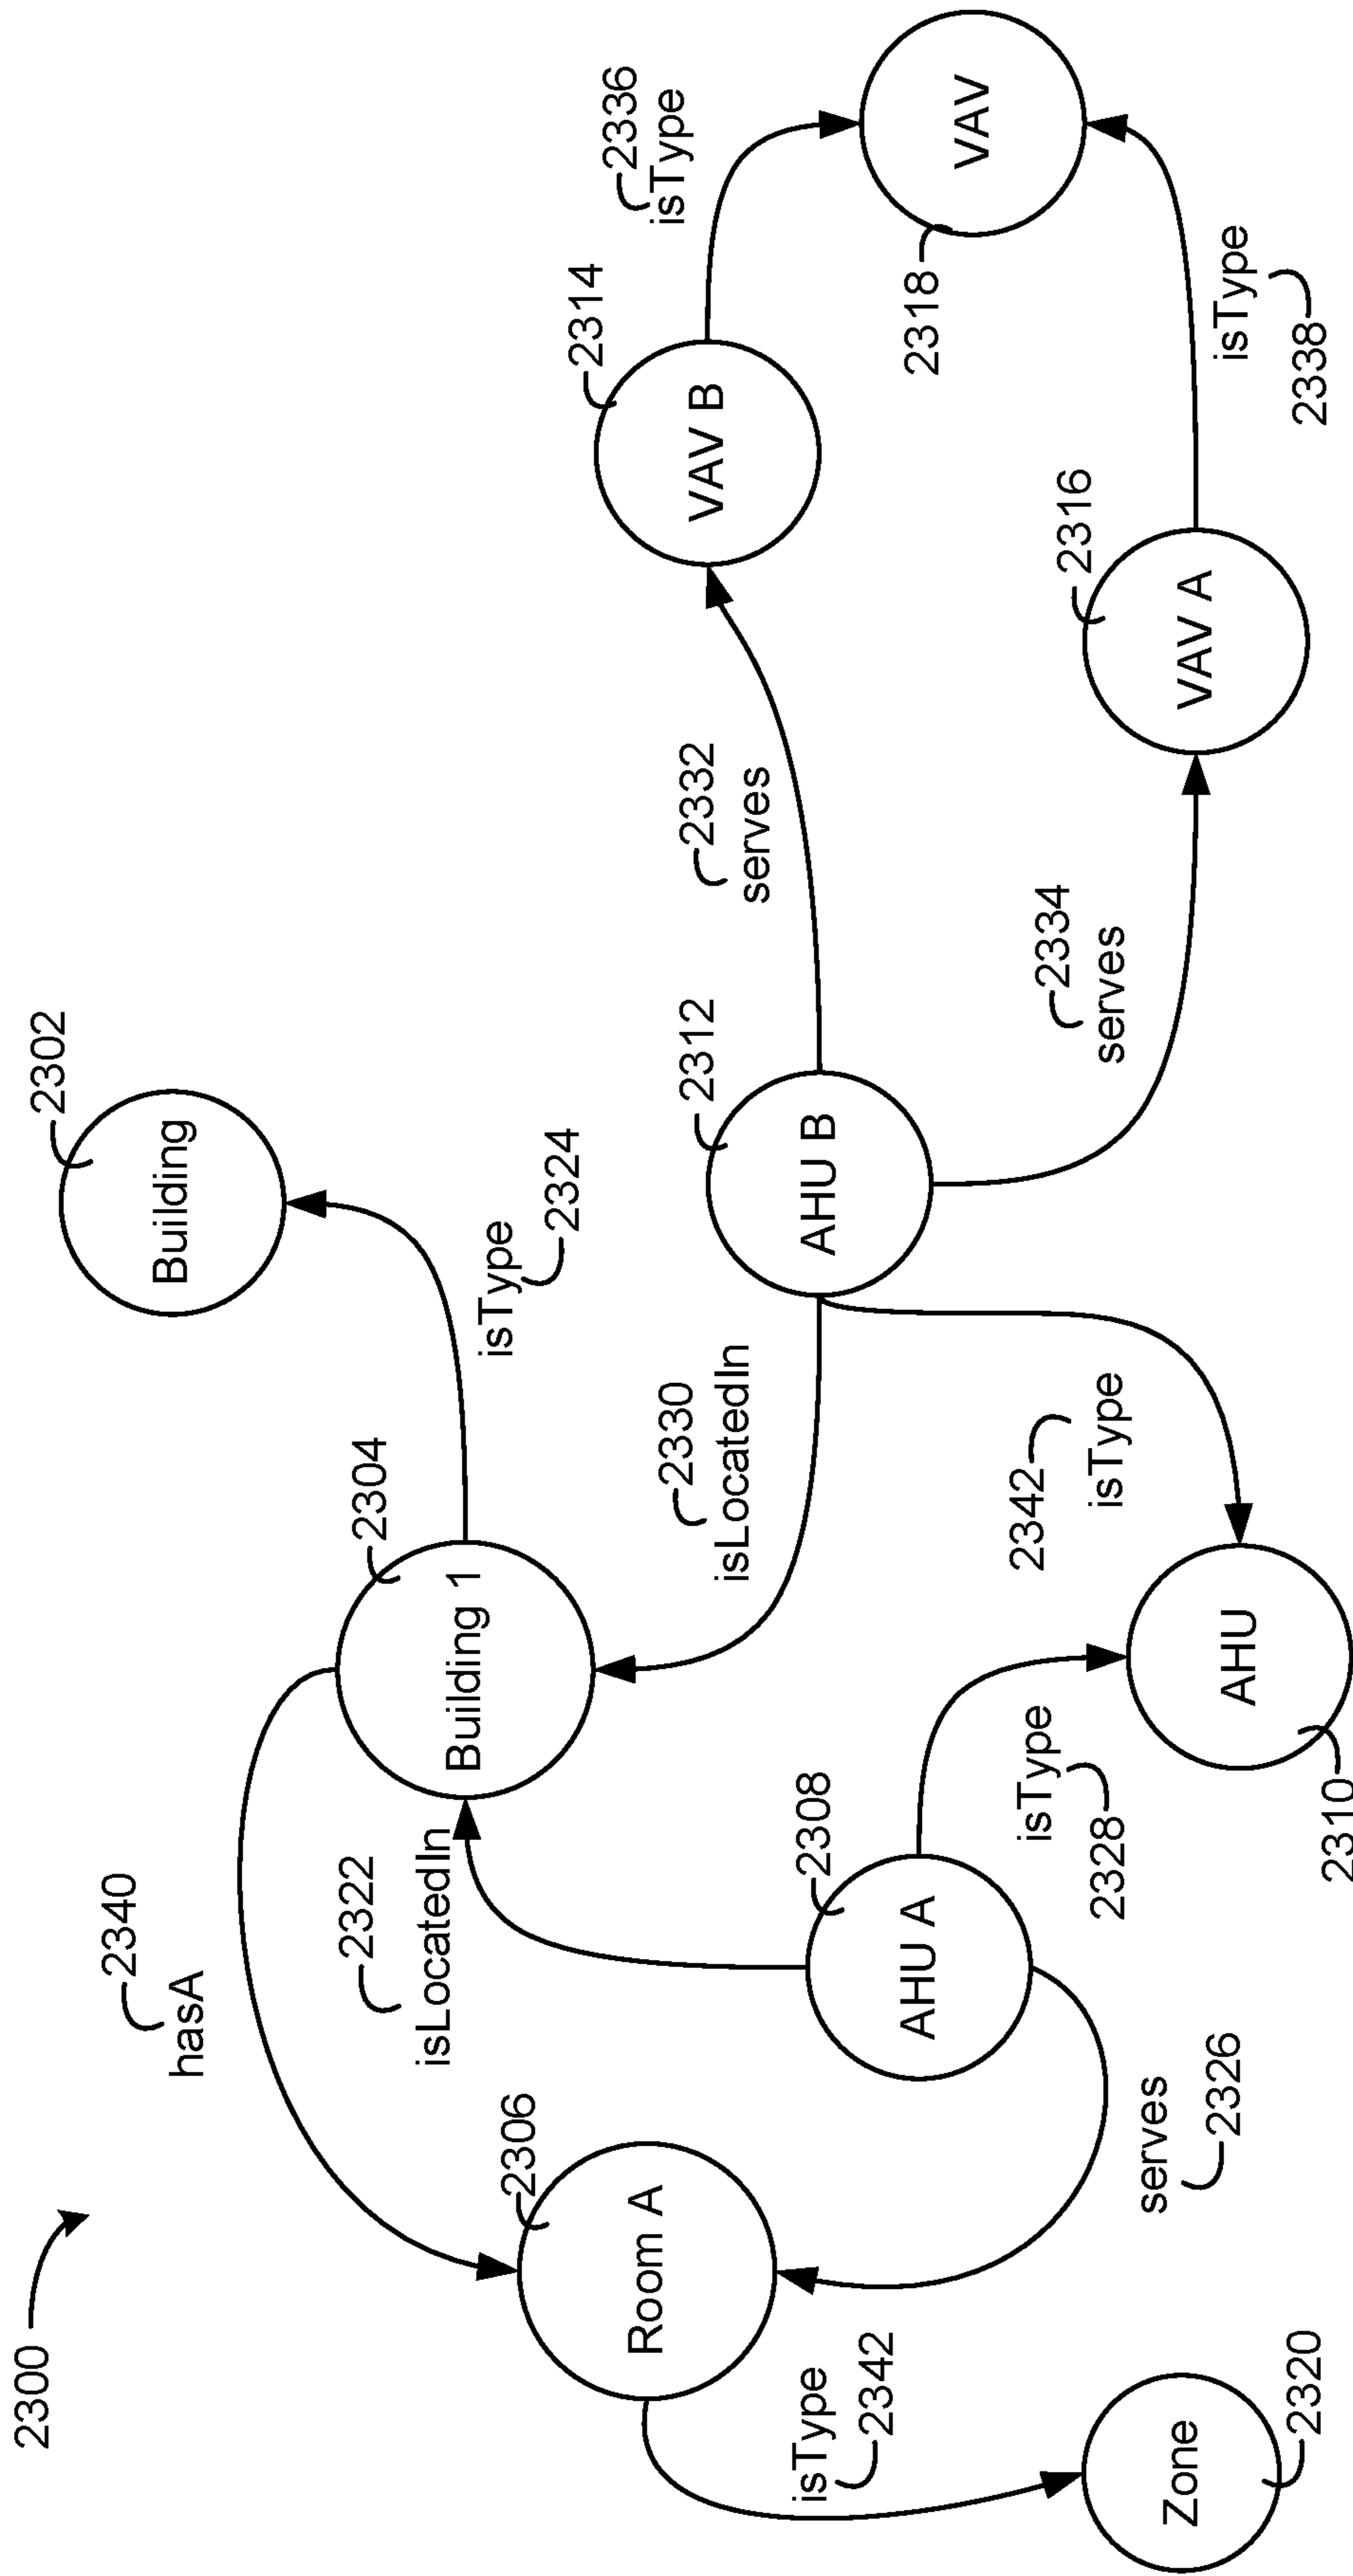 2300
2340
hasA
2302
Building
2304
Building 1
isType
2324
2322
isLocatedIn
2306
Room A
2330
isLocatedIn
2312
AHU B
2332
serves
2314
VAV B
2336
isType
isType
2342
2308
AHU A
2318
VAV
Zone
2320
serves
2326
isType
2328
2342
isType
AHU
2310
2334
serves
2316
VAV A
isType
2338